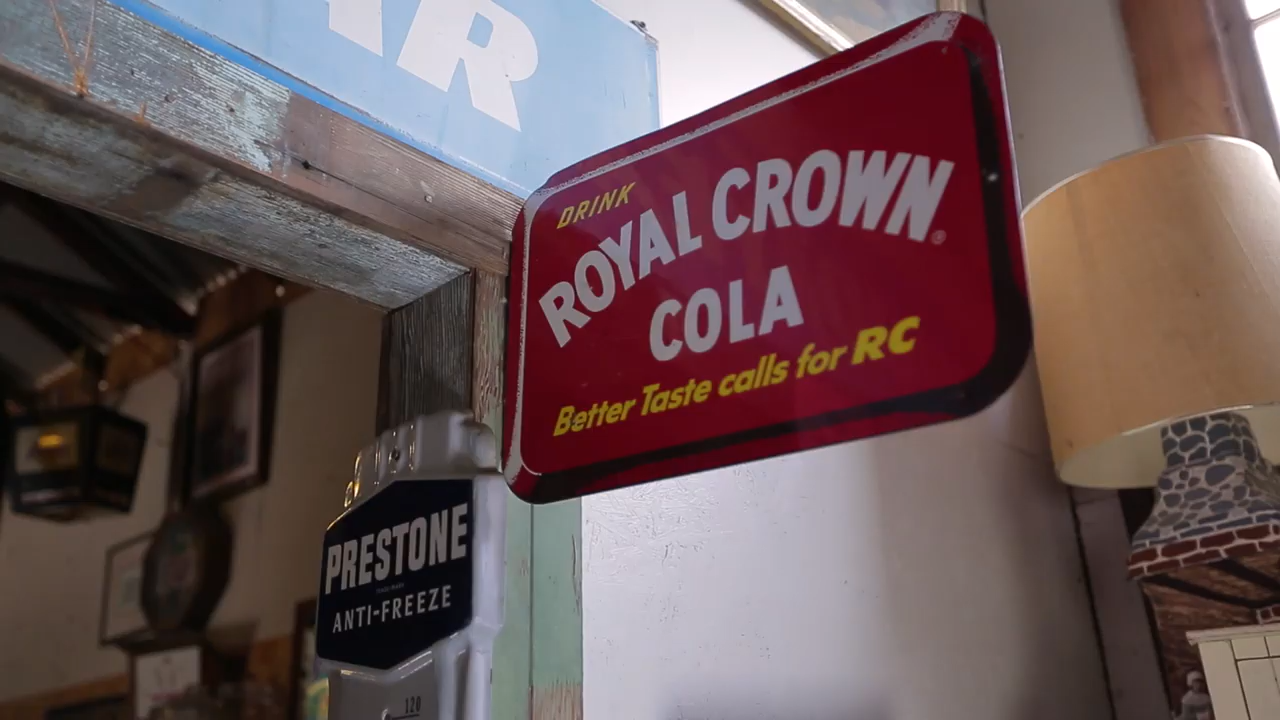 AR
DRINK
ROYAL CROWN®
COLA
Better Taste calls for RC
PRESTONE
ANTI-FREEZE
120